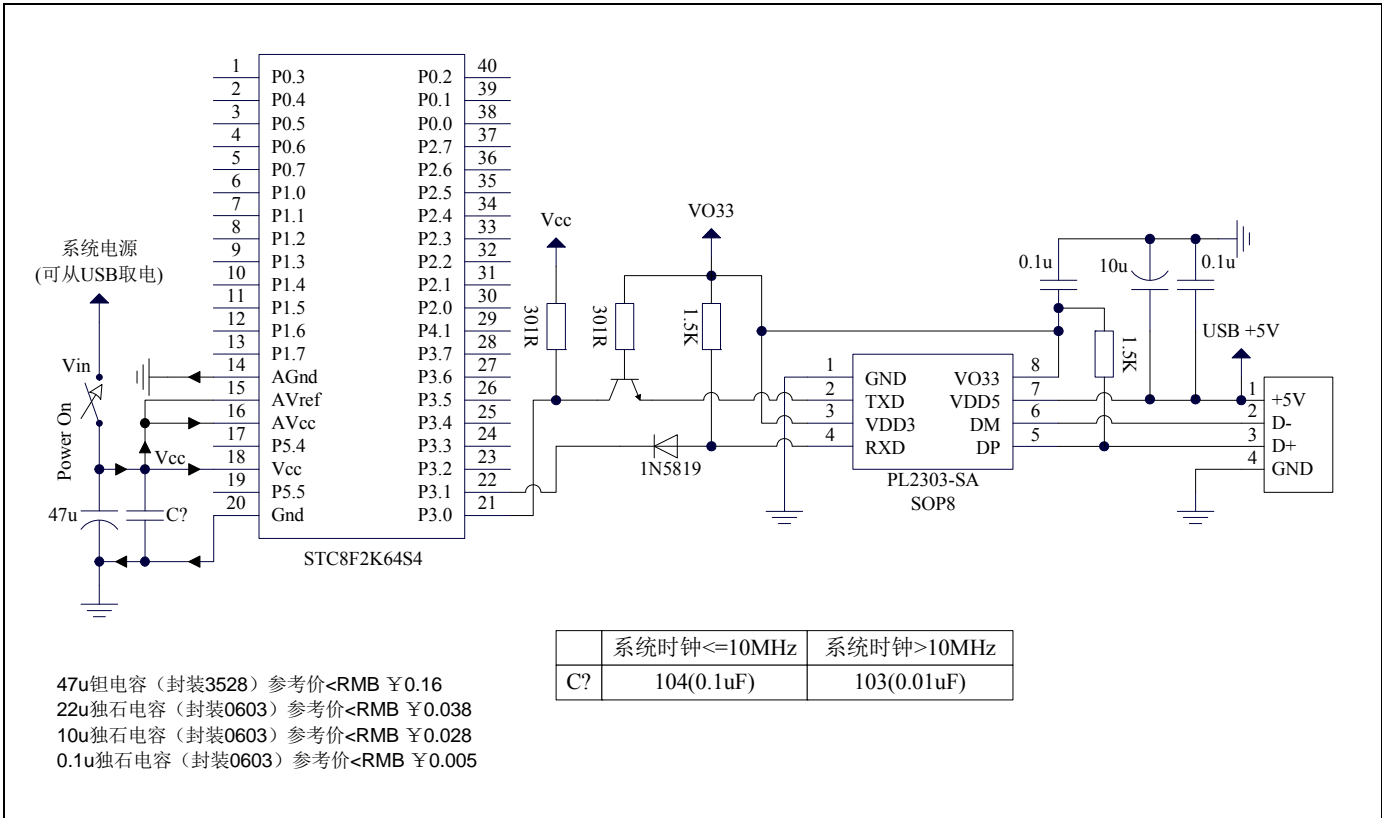 系统电源
(可从USB取电)
Vin
Power On
Vcc
47u
C?
1
2
3
4
5
6
7
8
9
10
11
12
13
14
15
16
17
18
19
20
P0.3
P0.4
P0.5
P0.6
P0.7
P1.0
P1.1
P1.2
P1.3
P1.4
P1.5
P1.6
P1.7
AGnd
AVref
AVcc
P5.4
Vcc
P5.5
Gnd
P0.2
P0.1
P0.0
P2.7
P2.6
P2.5
P2.4
P2.3
P2.2
P2.1
P2.0
P4.1
P3.7
P3.6
P3.5
P3.4
P3.3
P3.2
P3.1
P3.0
40
39
38
37
36
35
34
33
32
31
30
29
28
27
26
25
24
23
22
21
STC8F2K64S4
Vcc
301R
301R
VO33
1.5K
1N5819
1
2
3
4
GND
TXD
VDD3
RXD
VO33
VDD5
DM
DP
8
7
6
5
PL2303-SA
SOP8
0.1u
10u
0.1u
1.5K
USB +5V
1
2
3
4
+5V
D-
D+
GND
系统时钟<=10MHz 系统时钟>10MHz
C? 104(0.1uF) 103(0.01uF)
47u钽电容（封装3528）参考价<RMB ￥0.16
22u独石电容（封装0603）参考价<RMB ￥0.038
10u独石电容（封装0603）参考价<RMB ￥0.028
0.1u独石电容（封装0603）参考价<RMB ￥0.005